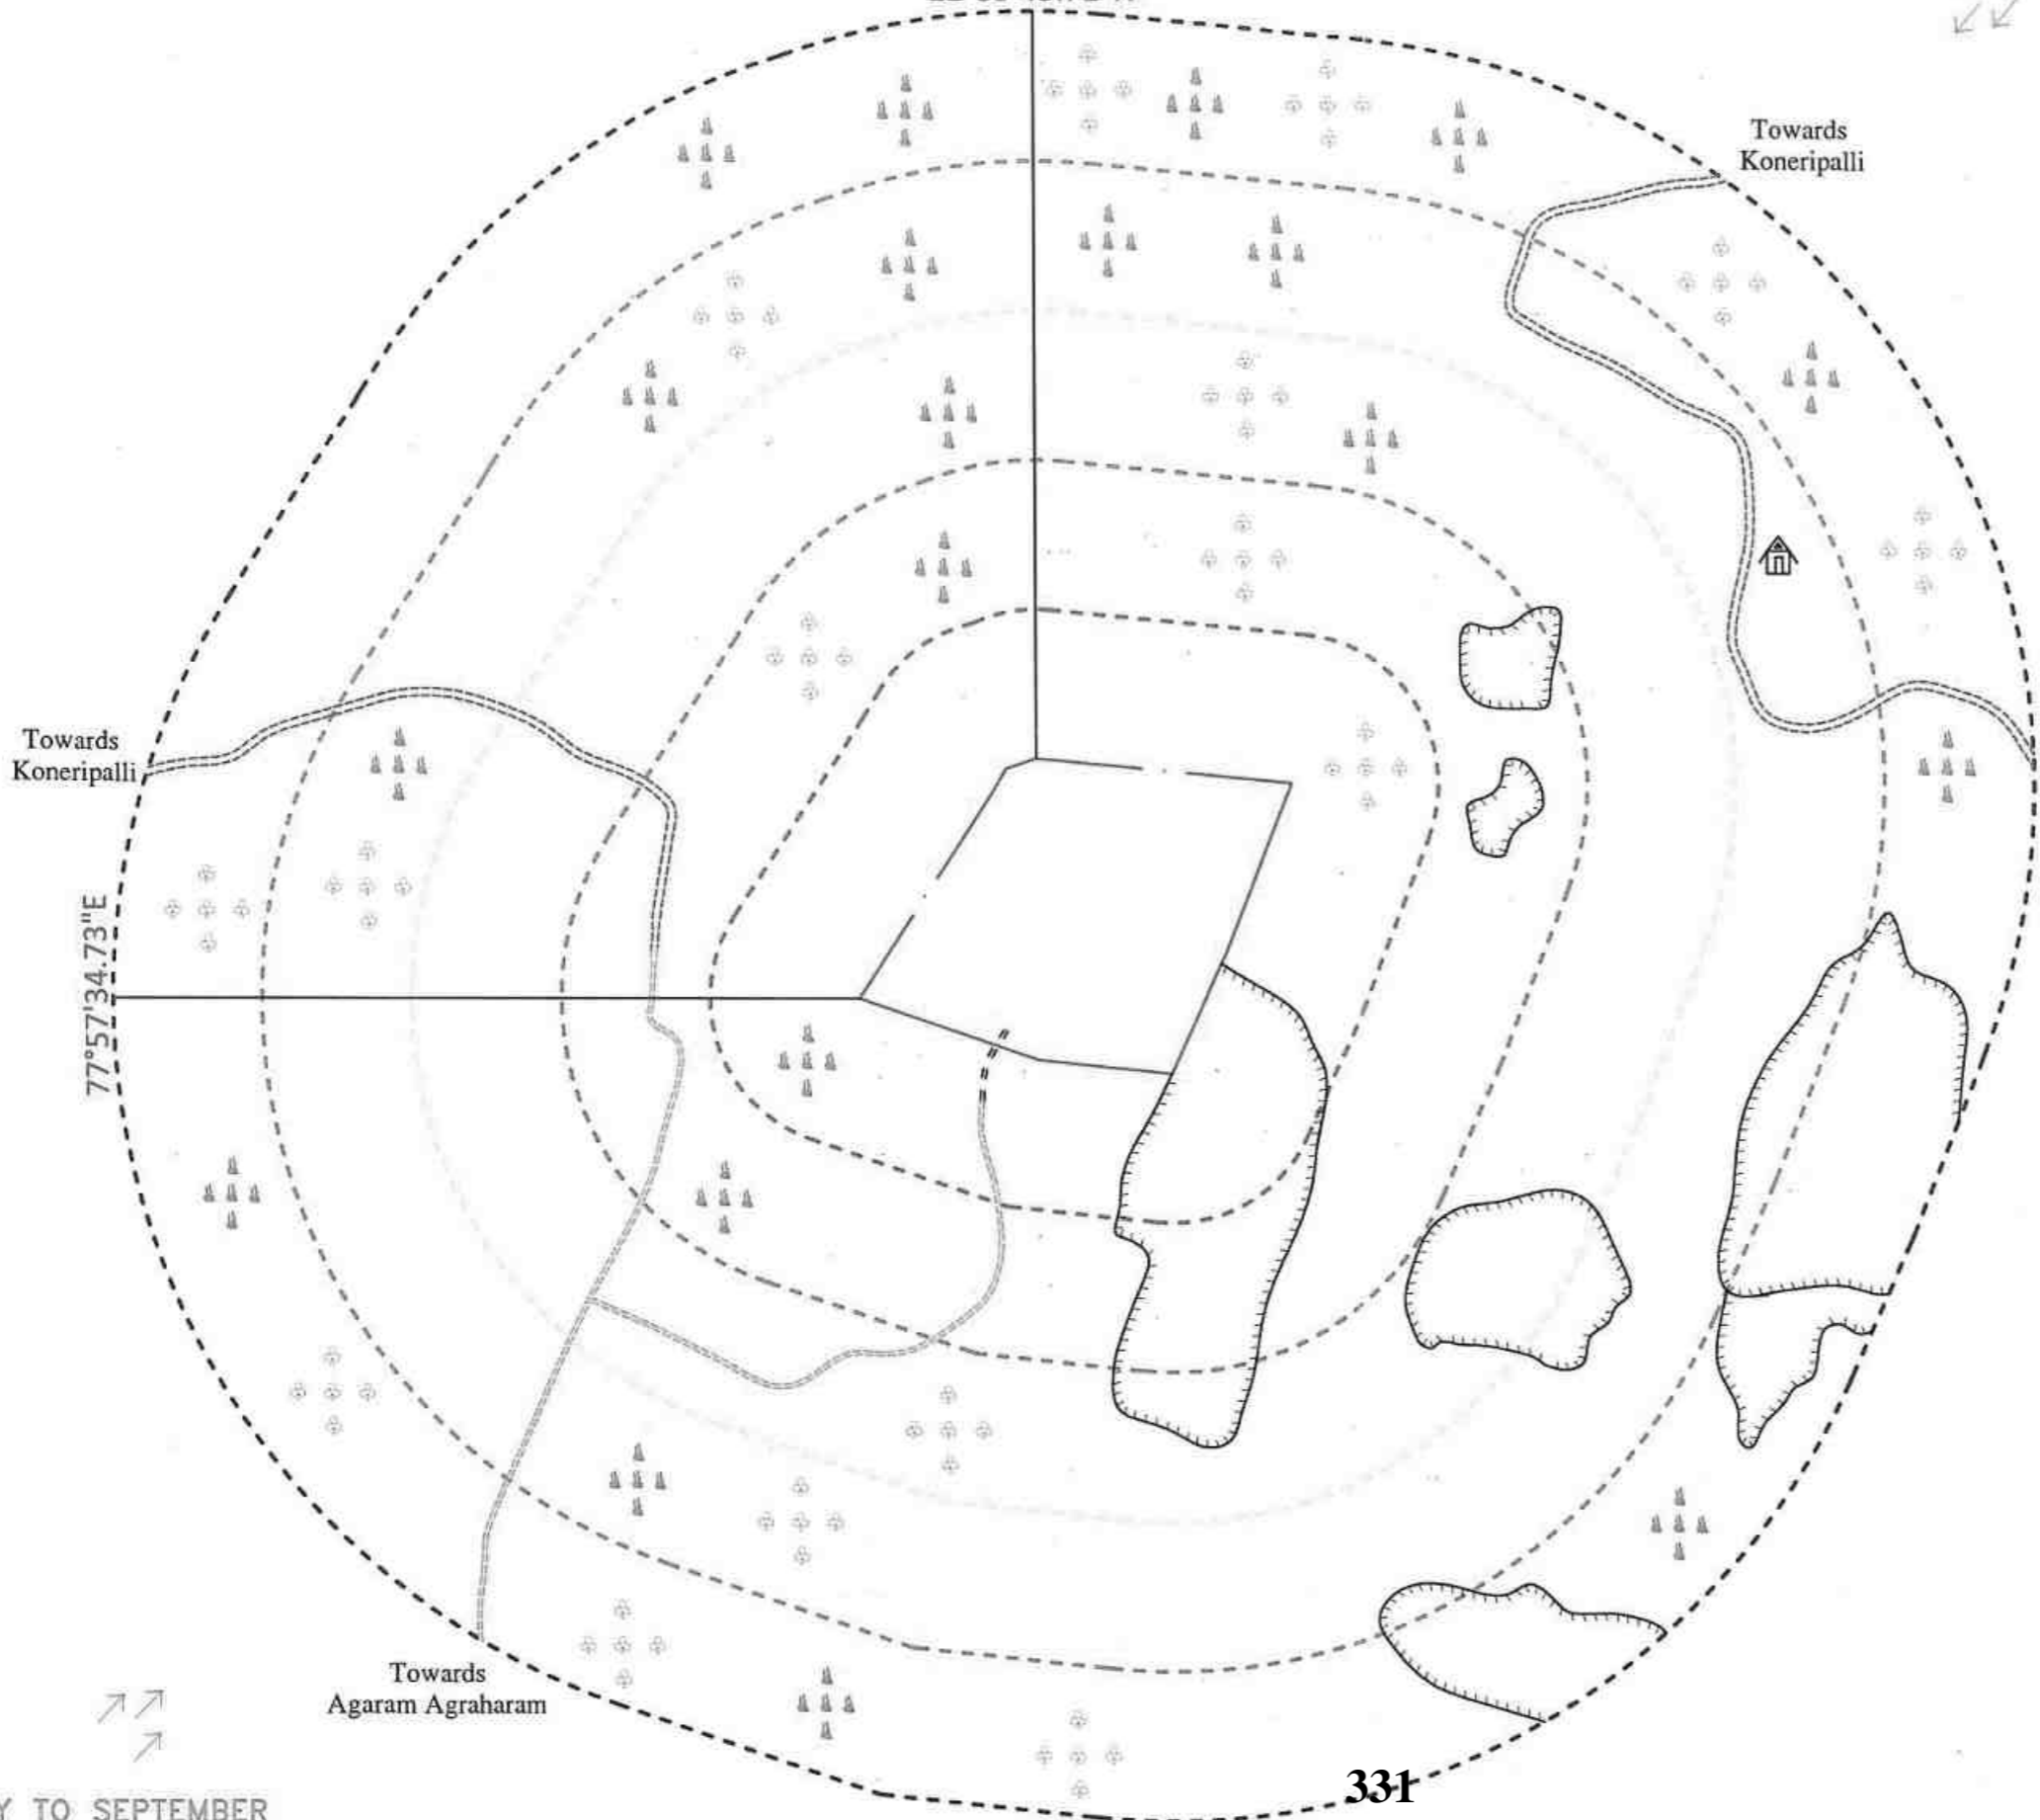 Towards
Koneripalli
Towards
Koneripalli
77°57'34.73"E
Towards
Agaram Agraharam
331
TO SEPTEMBER